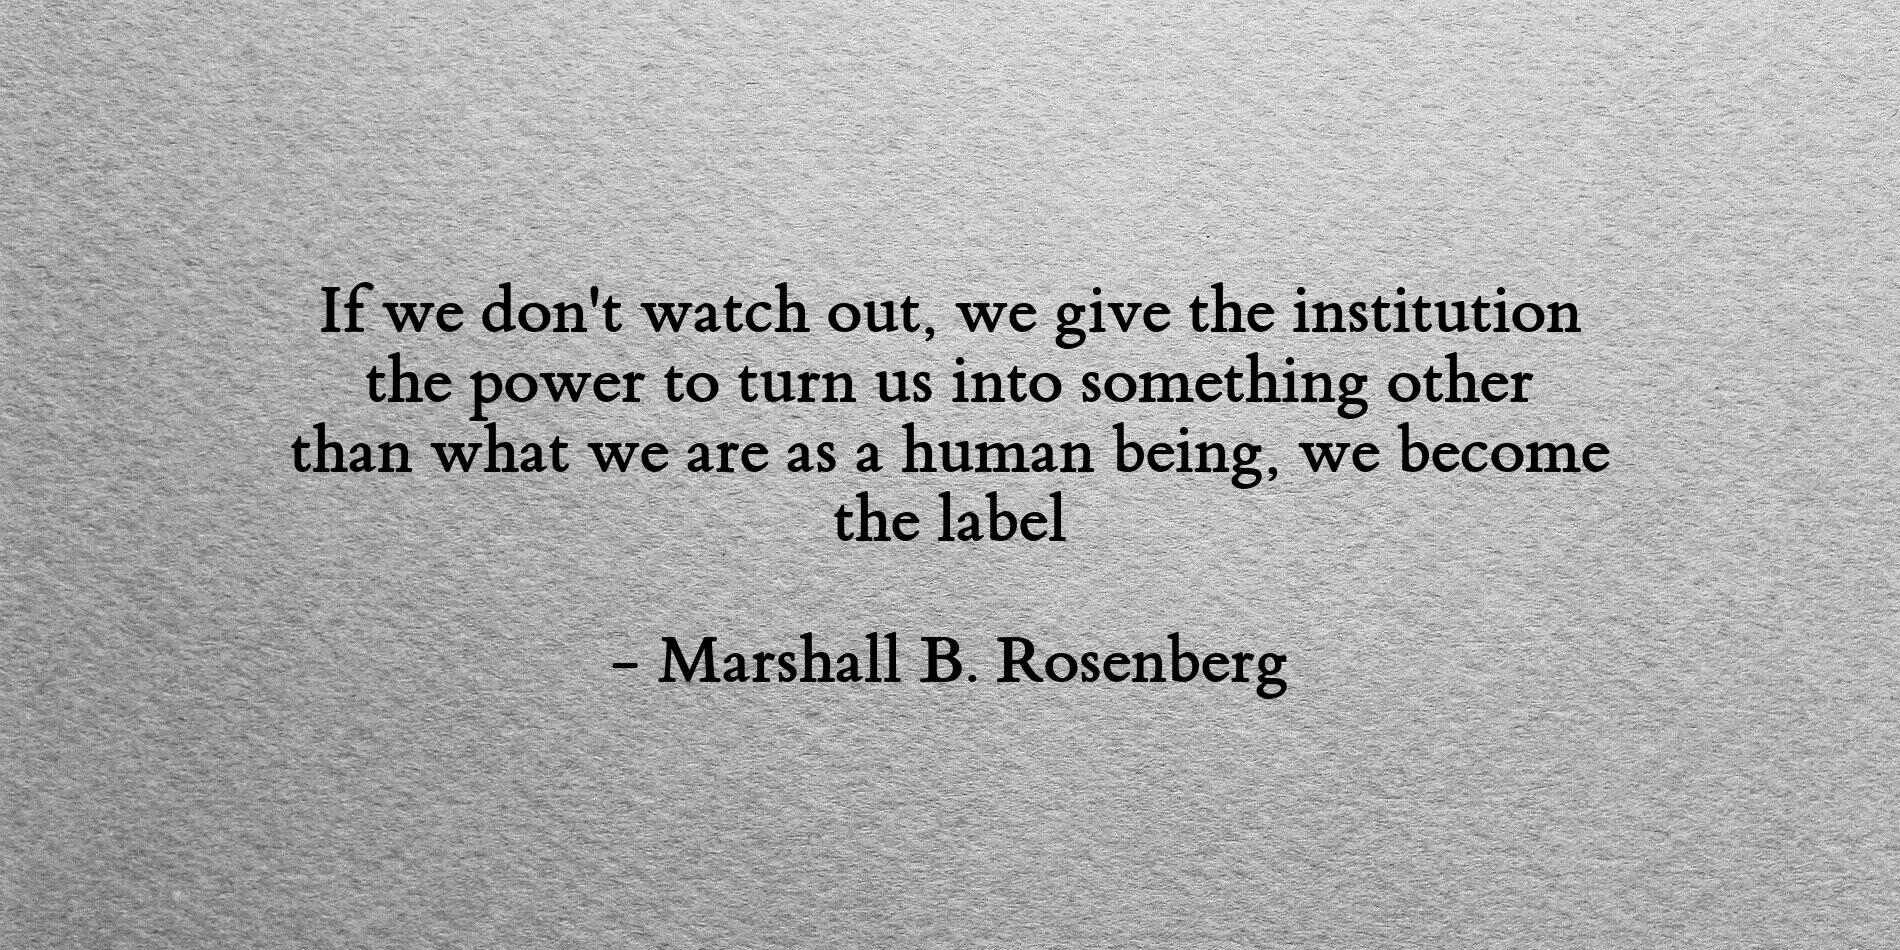 If we don't watch out, we give the institution
the power to turn us into something other
than what we are as a human being, we become
the label
– Marshall B. Rosenberg